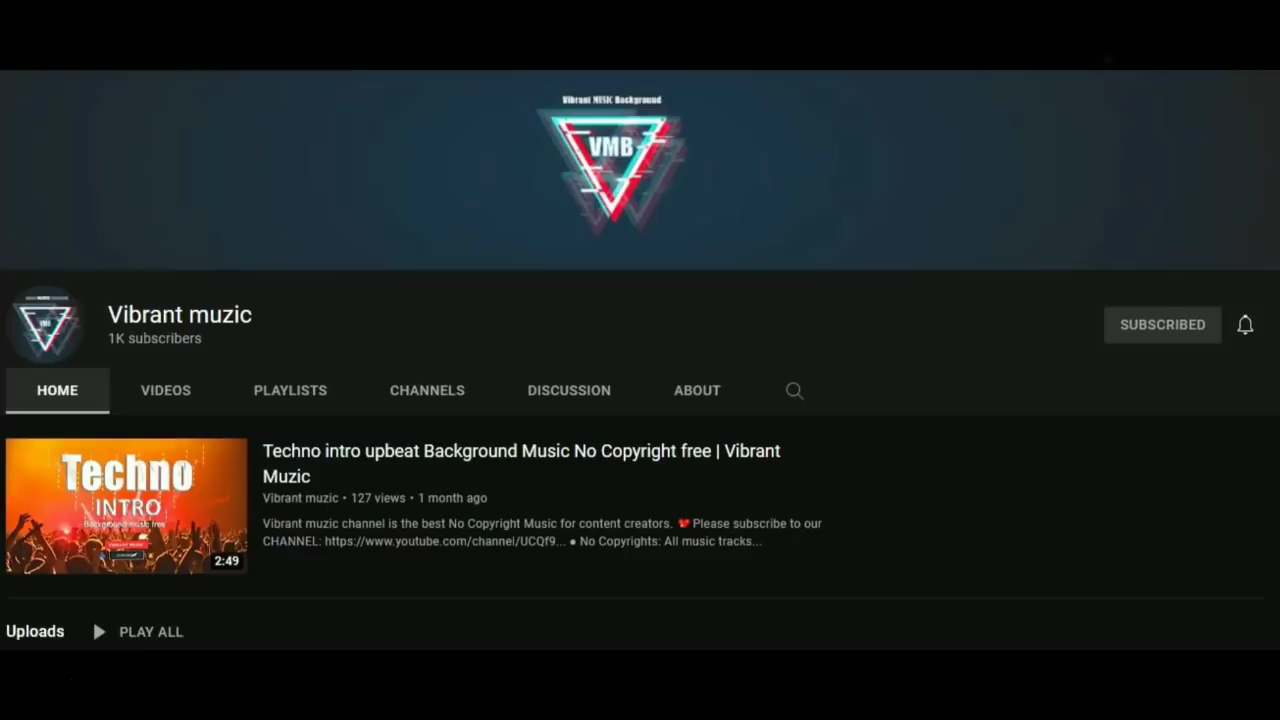 Vibrant MUSIC Background
VMB
Vibrant muzic
1K subscribers
SUBSCRIBED
HOME VIDEOS PLAYLISTS CHANNELS DISCUSSION ABOUT
Techno
INTRO
Background music free
2:49
Techno intro upbeat Background Music No Copyright free | Vibrant
Muzic
Vibrant muzic • 127 views • 1 month ago
Vibrant muzic channel is the best No Copyright Music for content creators. 💖 Please subscribe to our
CHANNEL: https://www.youtube.com/channel/UCQf9... ● No Copyrights: All music tracks...
Uploads PLAY ALL